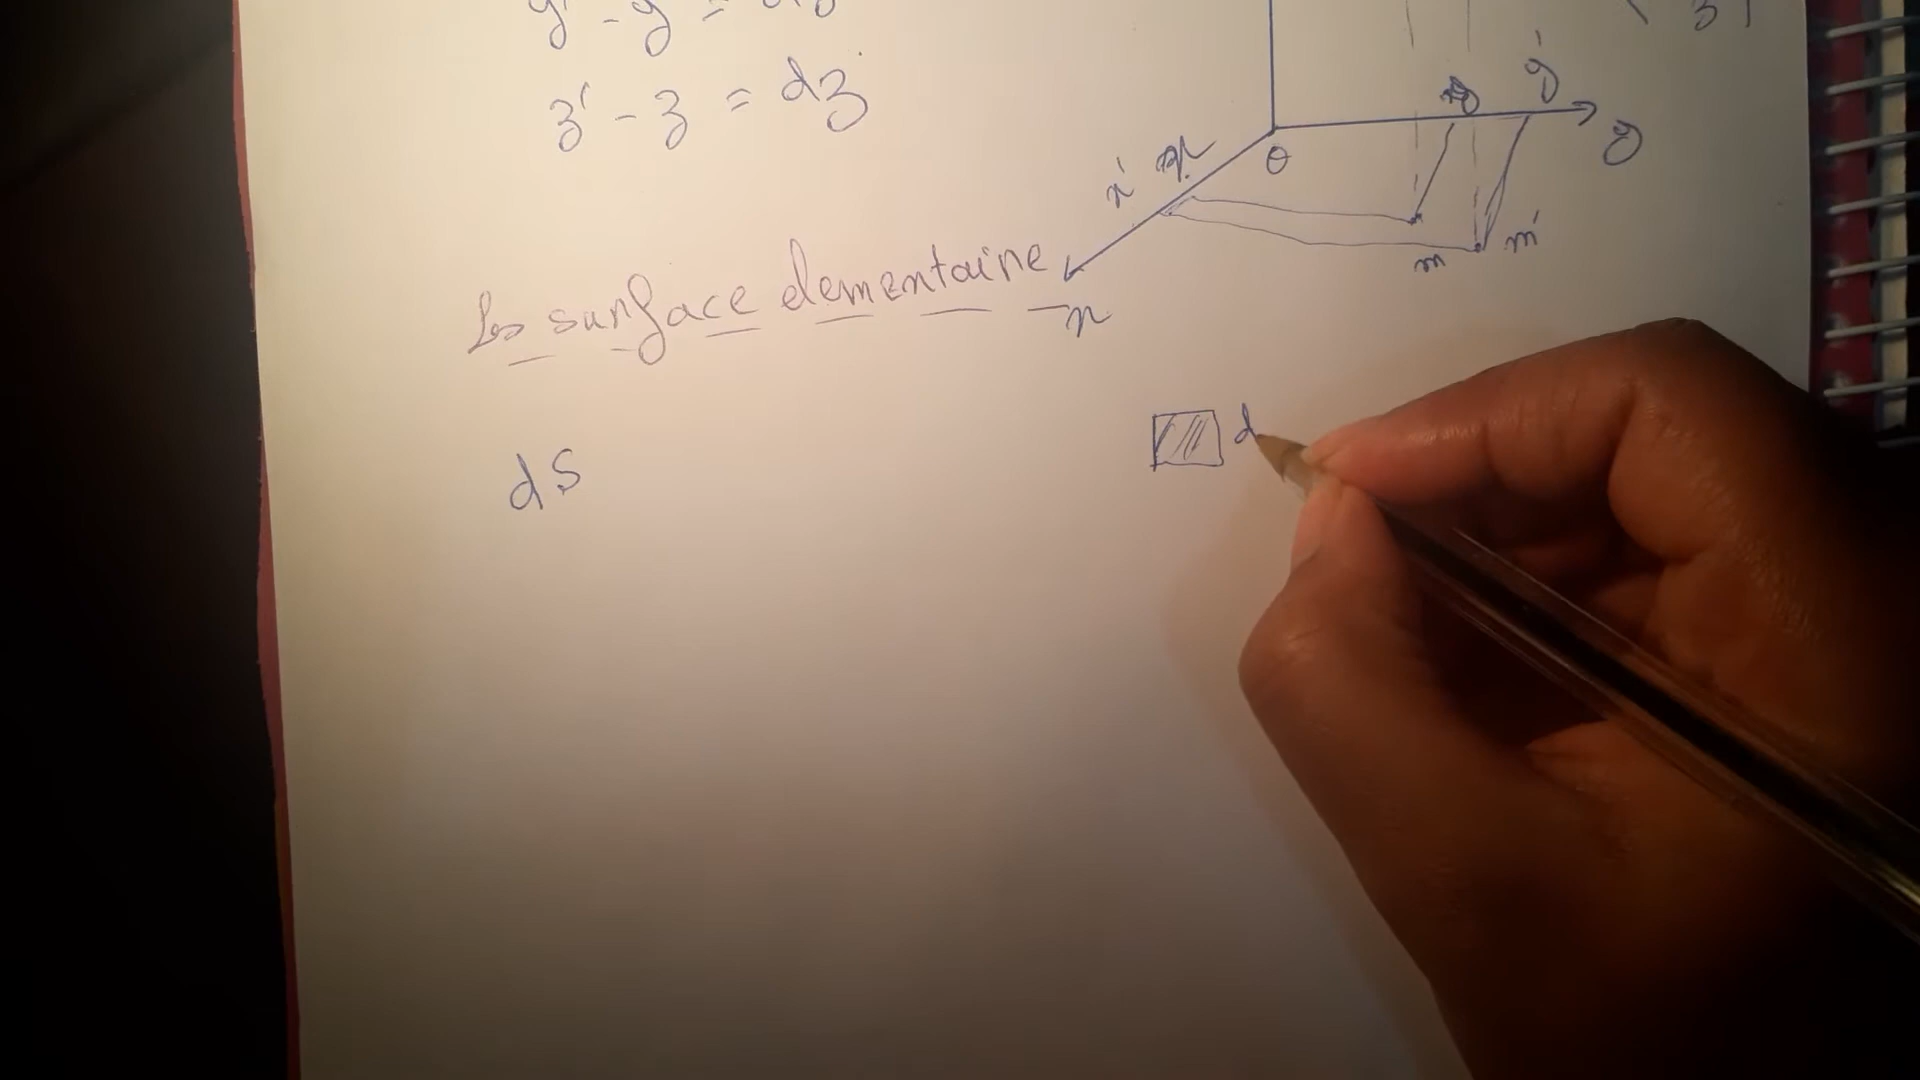 z' - z = dz
y'
y
θ
x'
m
m'
Les surface elementaire
x
dS
d